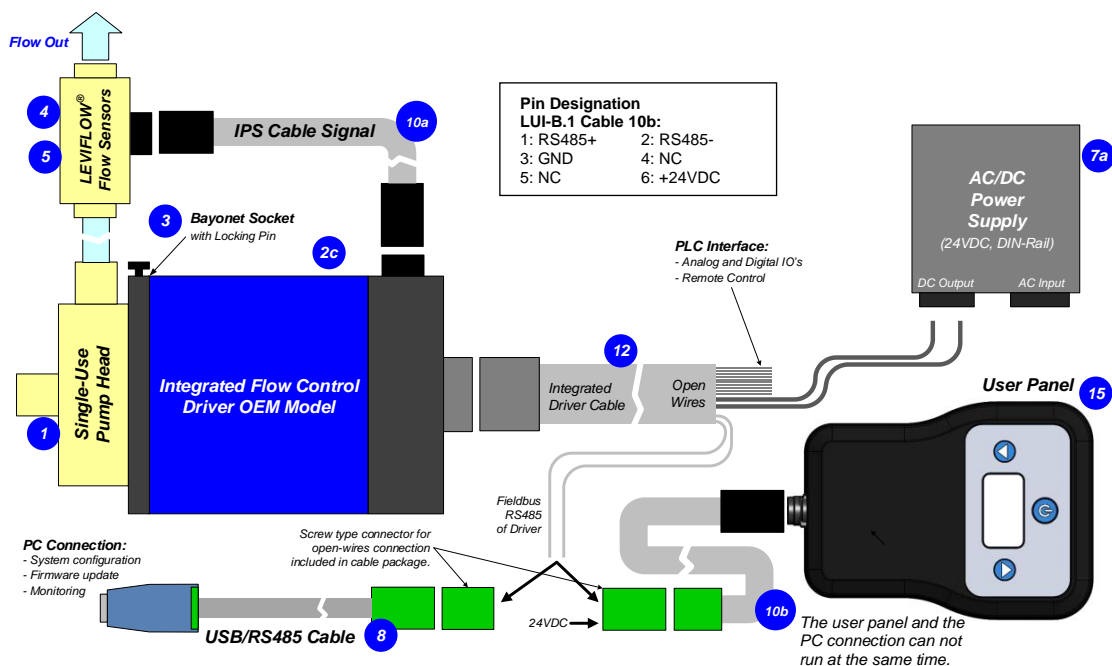 Flow Out
4
5
LEVIFLOW®
Flow Sensors
IPS Cable Signal
10a
Pin Designation
LUI-B.1 Cable 10b:
1: RS485+ 2: RS485-
3: GND 4: NC
5: NC 6: +24VDC
7a
AC/DC
Power
Supply
(24VDC, DIN-Rail)
DC Output
AC Input
3
Bayonet Socket
with Locking Pin
2c
PLC Interface:
- Analog and Digital IO's
- Remote Control
1
Single-Use
Pump Head
Integrated Flow Control
Driver OEM Model
12
Integrated
Driver Cable
Open
Wires
User Panel
15
Fieldbus
RS485
of Driver
Screw type connector for
open-wires connection
included in cable package.
PC Connection:
- System configuration
- Firmware update
- Monitoring
USB/RS485 Cable
8
24VDC
10b
The user panel and the
PC connection can not
run at the same time.